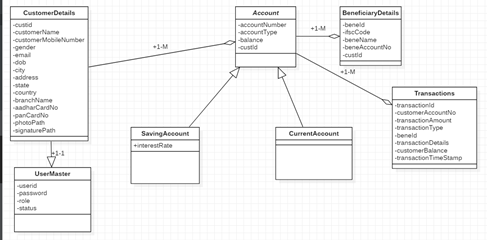 CustomerDetails
-custid
-customerName
-customerMobileNumber
-gender
-email
-dob
-city
-address
-state
-country
-branchName
-aadharCardNo
-panCardNo
-photoPath
-signaturePath
+1-M
Account
-accountNumber
-accountType
-balance
-custId
+1-M
BeneficiaryDetails
-beneId
-ifscCode
-beneName
-beneAccountNo
-custId
+1-M
Transactions
-transactionId
-customerAccountNo
-transactionAmount
-transactionType
-beneId
-transactionDetails
-customerBalance
-transactionTimeStamp
SavingAccount
+interestRate
CurrentAccount
+1-1
UserMaster
-userid
-password
-role
-status